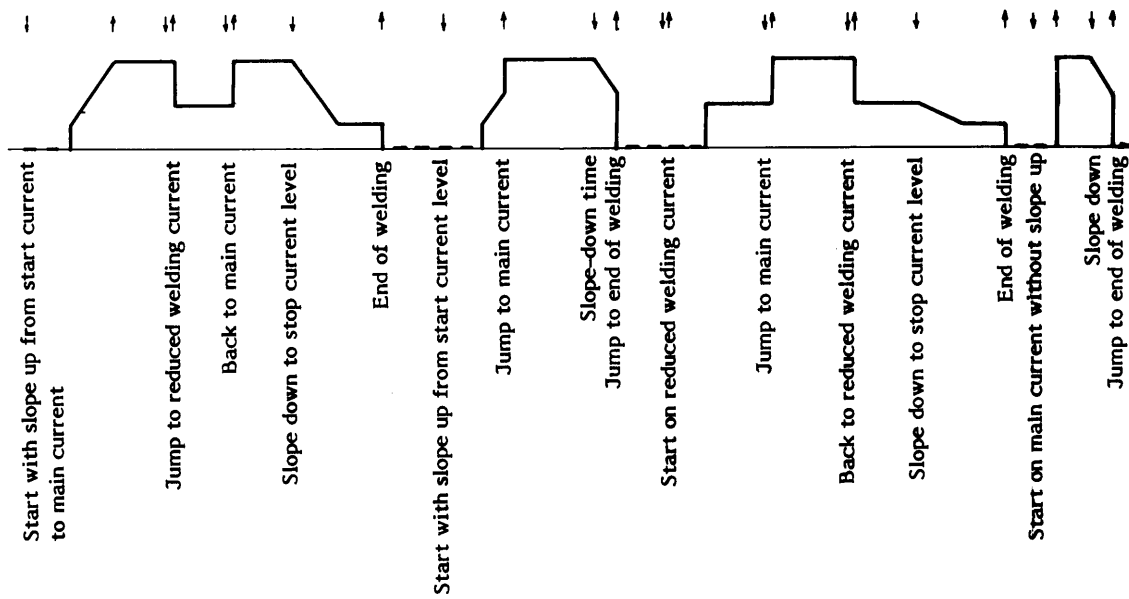 Start with slope up from start current
to main current
Jump to reduced welding current
Back to main current
Slope down to stop current level
End of welding
Start with slope up from start current level
Jump to main current
Slope-down time
Jump to end of welding
Start on reduced welding current
Jump to main current
Back to reduced welding current
Slope down to stop current level
End of welding
Start on main current without slope up
Slope down
Jump to end of welding